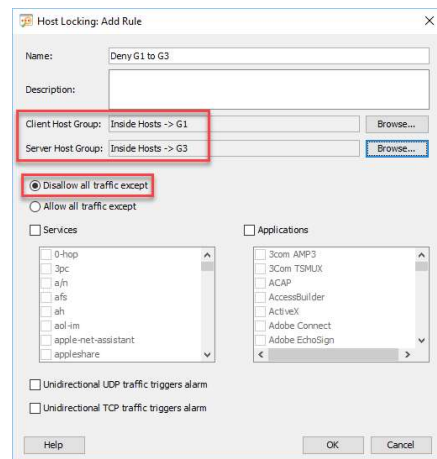 Host Locking: Add Rule
Name: Deny G1 to G3
Description:
Client Host Group: Inside Hosts -> G1 Browse...
Server Host Group: Inside Hosts -> G3 Browse...
Disallow all traffic except
Allow all traffic except
Services Applications
0-hop 3com AMP3
3pc 3Com TSMUX
a/n ACAP
afs AccessBuilder
ah ActiveX
aol-im Adobe Connect
apple-net-assistant Adobe EchoSign
appleshare
Unidirectional UDP traffic triggers alarm
Unidirectional TCP traffic triggers alarm
Help OK Cancel